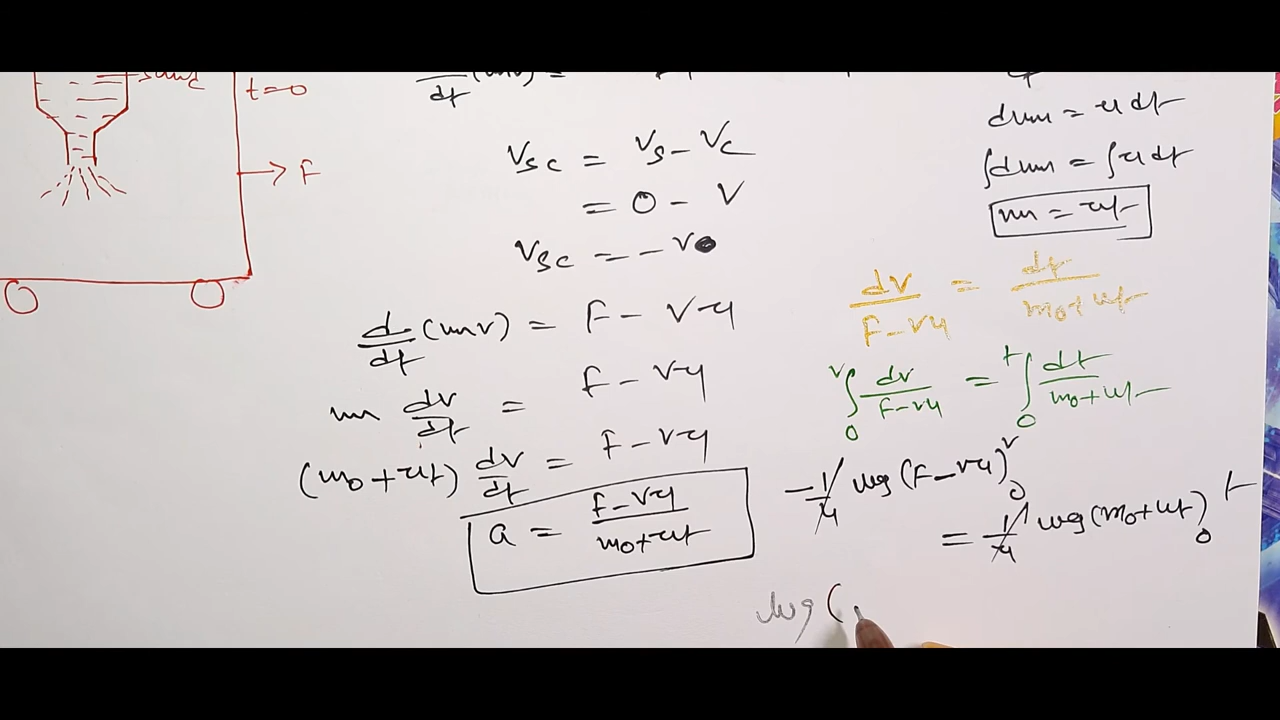 sand
t=0
→ F
d/dt (mv) =
Vsc = Vs - Vc
= 0 - V
Vsc = - V
d/dt (mv) = F - Vu
m dv/dt = F - Vu
(m₀+ut) dv/dt = F - Vu
a = F-Vu / m₀+ut
dm = u dt
∫dm = ∫u dt
m = ut
dv / F-Vu = dt / m₀+ut
∫₀ᵛ dv / F-Vu = ∫₀ᵗ dt / m₀+ut
-1/u log (F-Vu)₀ᵛ
= 1/u log (m₀+ut)₀ᵗ
log (